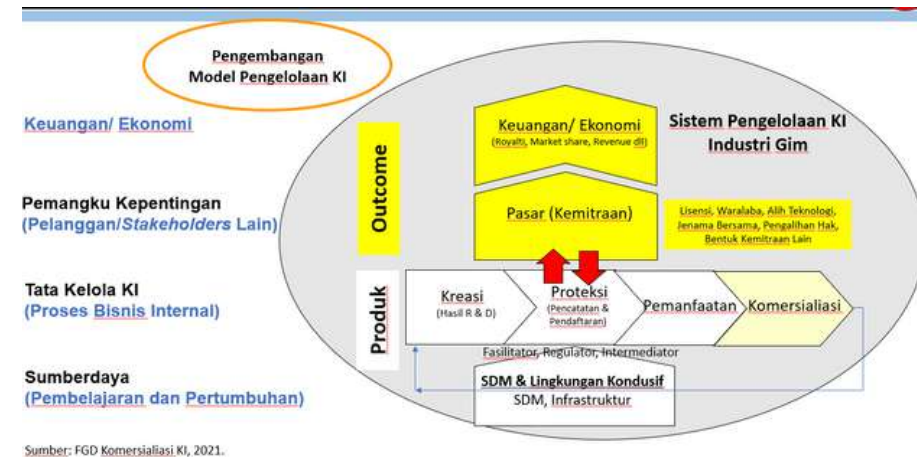 Pengembangan
Model Pengelolaan KI
Keuangan/ Ekonomi
Pemangku Kepentingan
(Pelanggan/Stakeholders Lain)
Tata Kelola KI
(Proses Bisnis Internal)
Sumberdaya
(Pembelajaran dan Pertumbuhan)
Outcome
Produk
Keuangan/ Ekonomi
(Royalti, Market share, Revenue dll)
Sistem Pengelolaan KI
Industri Gim
Pasar (Kemitraan)
Lisensi, Waralaba, Alih Teknologi,
Jenama Bersama, Pengalihan Hak,
Bentuk Kemitraan Lain
Kreasi
(Hasil R & D)
Proteksi
(Pencatatan &
Pendaftaran)
Pemanfaatan
Komersialiasi
Fasilitator, Regulator, Intermediator
SDM & Lingkungan Kondusif
SDM, Infrastruktur
Sumber: FGD Komersialiasi KI, 2021.